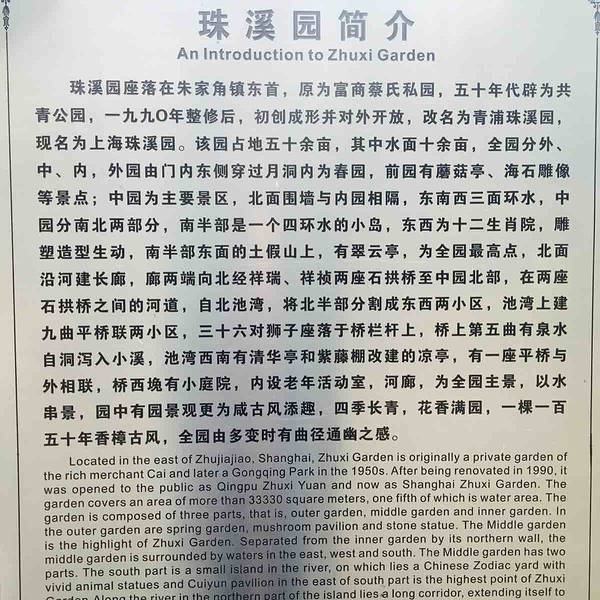 珠溪园简介
An Introduction to Zhuxi Garden
珠溪园座落在朱家角镇东首，原为富商蔡氏私园，五十年代辟为共
青公园，一九九〇年整修后，初创成形并对外开放，改名为青浦珠溪园，
现名为上海珠溪园。该园占地五十余亩，其中水面十余亩，全园分外、
中、内，外园由门内东侧穿过月洞内为春园，前园有蘑菇亭、海石雕像
等景点；中园为主要景区，北面围墙与内园相隔，东南西三面环水，中
园分南北两部分，南半部是一个四环水的小岛，东西为十二生肖院，雕
塑造型生动，南半部东面的土假山上，有翠云亭，为全园最高点，北面
沿河建长廊，廊两端向北经祥瑞、祥祯两座石拱桥至中园北部，在两座
石拱桥之间的河道，自北池湾，将北半部分割成东西两小区，池湾上建
九曲平桥联两小区，三十六对狮子座落于桥栏杆上，桥上第五曲有泉水
自洞泻入小溪，池湾西南有清华亭和紫藤棚改建的凉亭，有一座平桥与
外相联，桥西堍有小庭院，内设老年活动室，河廊，为全园主景，以水
串景，园中有园景观更为咸古风添趣，四季长青，花香满园，一棵一百
五十年香樟古风，全园由多变时有曲径通幽之感。
Located in the east of Zhujiajiao, Shanghai, Zhuxi Garden is originally a private garden of
the rich merchant Cai and later a Gongqing Park in the 1950s. After being renovated in 1990, it
was opened to the public as Qingpu Zhuxi Yuan and now as Shanghai Zhuxi Garden. The
garden covers an area of more than 33330 square meters, one fifth of which is water area. The
garden is composed of three parts, that is, outer garden, middle garden and inner garden. In
the outer garden are spring garden, mushroom pavilion and stone statue. The Middle garden
is the highlight of Zhuxi Garden. Separated from the inner garden by its northern wall, the
middle garden is surrounded by waters in the east, west and south. The Middle garden has two
parts. The south part is a small island in the river, on which lies a Chinese Zodiac yard with
vivid animal statues and Cuiyun pavilion in the east of south part is the highest point of Zhuxi
Garden. Along the river in the northern part of the island lies a long corridor, extending itself to